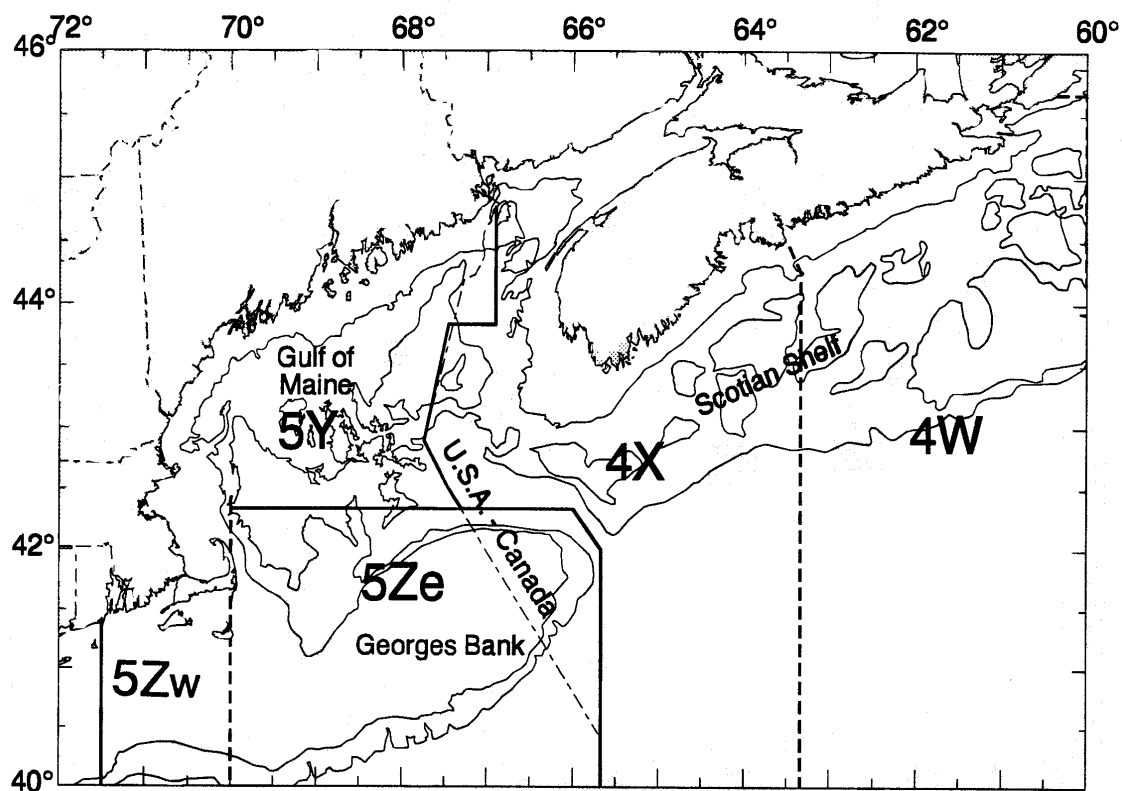 72° 70° 68° 66° 64° 62° 60°
46°
44°
42°
40°
Gulf of
Maine
5Y
Scotian Shelf
4X
4W
U.S.A. - Canada
5Ze
Georges Bank
5Zw